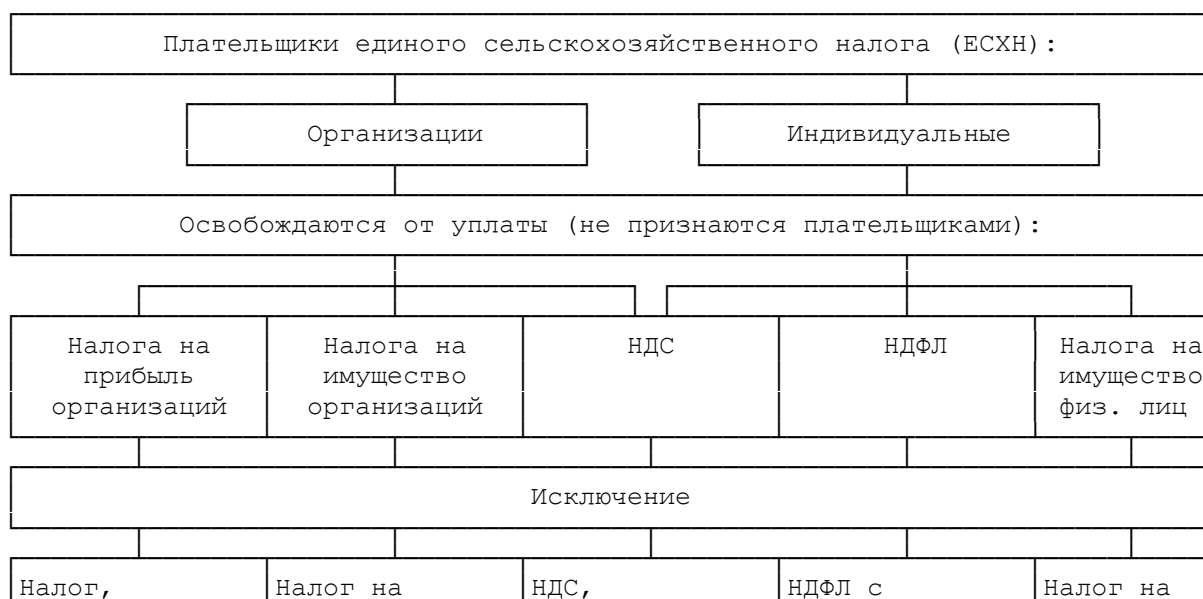 Плательщики единого сельскохозяйственного налога (ЕСХН):
Организации Индивидуальные
Освобождаются от уплаты (не признаются плательщиками):
Налога на Налога на НДС НДФЛ Налога на
прибыль имущество имущество
организаций организаций физ. лиц
Исключение
Налог, Налог на НДС, НДФЛ с Налог на